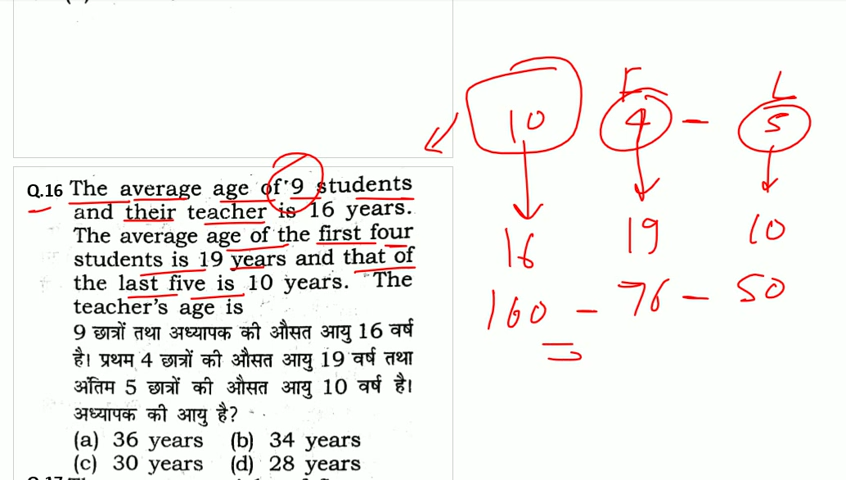 Q.16 The average age of 9 students
and their teacher is 16 years.
The average age of the first four
students is 19 years and that of
the last five is 10 years. The
teacher's age is
9 छात्रों तथा अध्यापक की औसत आयु 16 वर्ष
है। प्रथम 4 छात्रों की औसत आयु 19 वर्ष तथा
अंतिम 5 छात्रों की औसत आयु 10 वर्ष है।
अध्यापक की आयु है?
(a) 36 years (b) 34 years
(c) 30 years (d) 28 years
F L
10 4 - 5
16 19 10
160 - 76 - 50
=